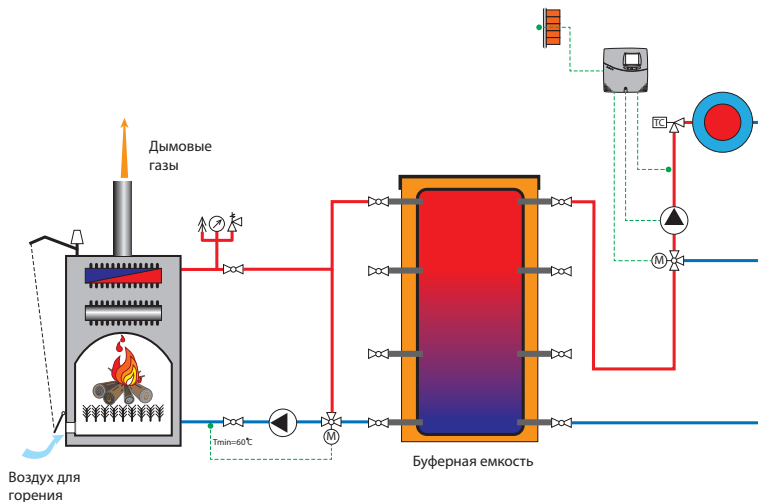 Дымовые
газы
TC
M
Tmin=60℃
M
Буферная емкость
Воздух для
горения